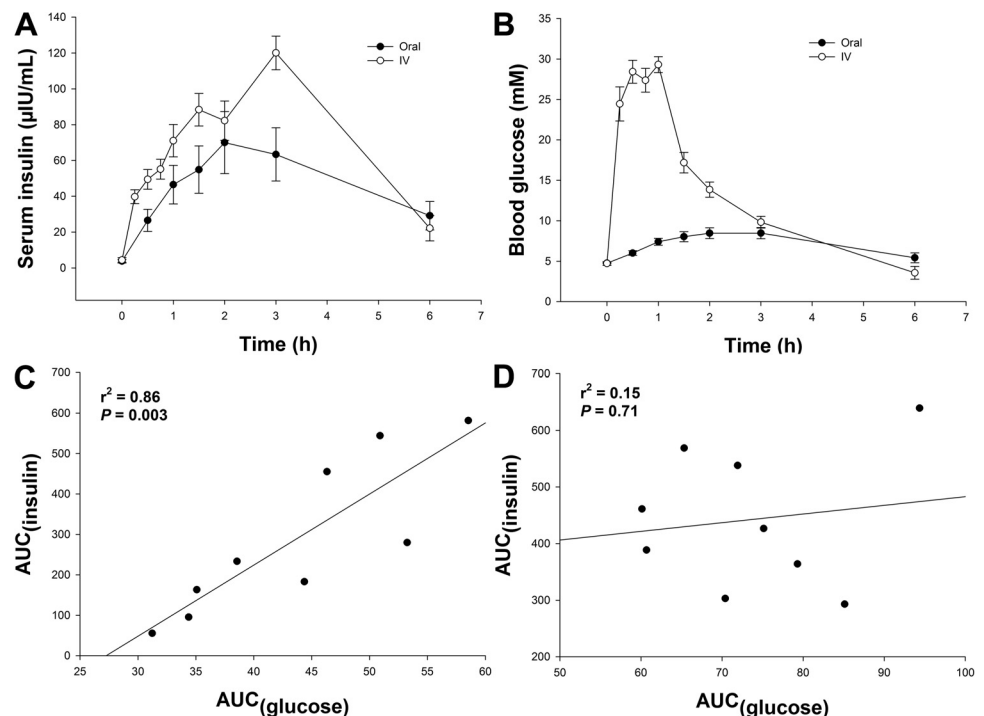 A
Serum insulin (µIU/mL)
140
120
100
80
60
40
20
0
Oral
IV
0 1 2 3 4 5 6 7
Time (h)
B
Blood glucose (mM)
35
30
25
20
15
10
5
0
Oral
IV
0 1 2 3 4 5 6 7
Time (h)
C
AUC(insulin)
700
600
500
400
300
200
100
0
r² = 0.86
P = 0.003
25 30 35 40 45 50 55 60
AUC(glucose)
D
AUC(insulin)
700
600
500
400
300
200
r² = 0.15
P = 0.71
50 60 70 80 90 100
AUC(glucose)